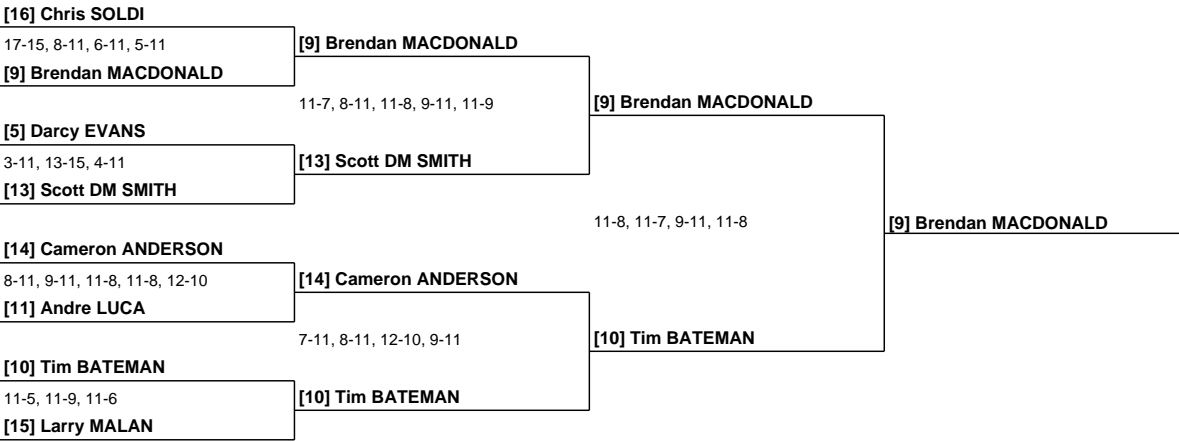 [16] Chris SOLDI
17-15, 8-11, 6-11, 5-11
[9] Brendan MACDONALD
[9] Brendan MACDONALD
11-7, 8-11, 11-8, 9-11, 11-9
[9] Brendan MACDONALD
[5] Darcy EVANS
3-11, 13-15, 4-11
[13] Scott DM SMITH
[13] Scott DM SMITH
11-8, 11-7, 9-11, 11-8
[9] Brendan MACDONALD
[14] Cameron ANDERSON
8-11, 9-11, 11-8, 11-8, 12-10
[14] Cameron ANDERSON
[11] Andre LUCA
7-11, 8-11, 12-10, 9-11
[10] Tim BATEMAN
[10] Tim BATEMAN
11-5, 11-9, 11-6
[10] Tim BATEMAN
[15] Larry MALAN